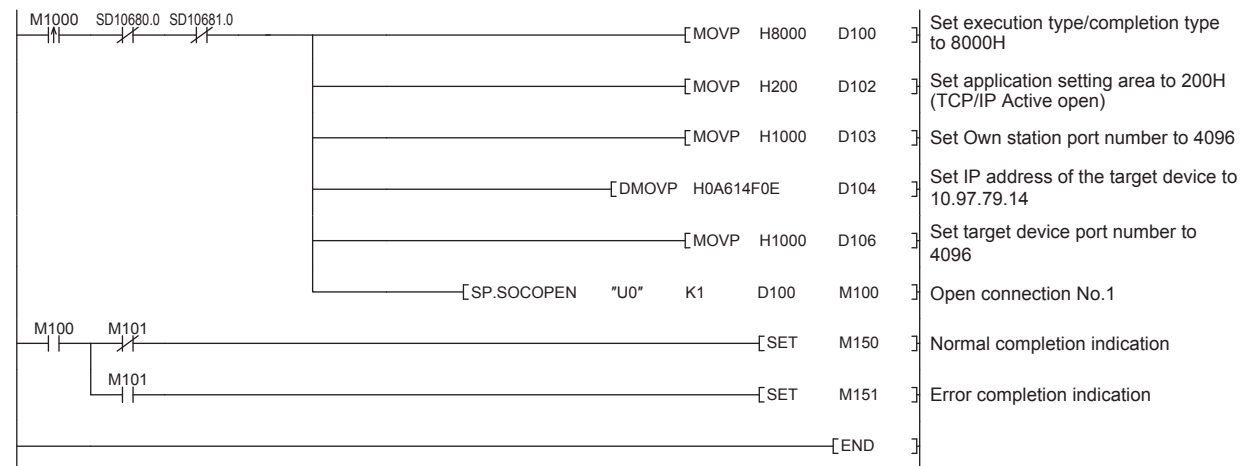 M1000 SD10680.0 SD10681.0
MOVP H8000 D100 Set execution type/completion type
to 8000H
MOVP H200 D102 Set application setting area to 200H
(TCP/IP Active open)
MOVP H1000 D103 Set Own station port number to 4096
DMOVP H0A614F0E D104 Set IP address of the target device to
10.97.79.14
MOVP H1000 D106 Set target device port number to
4096
SP.SOCOPEN "U0" K1 D100 M100 Open connection No.1
M100 M101
SET M150 Normal completion indication
M101
SET M151 Error completion indication
END